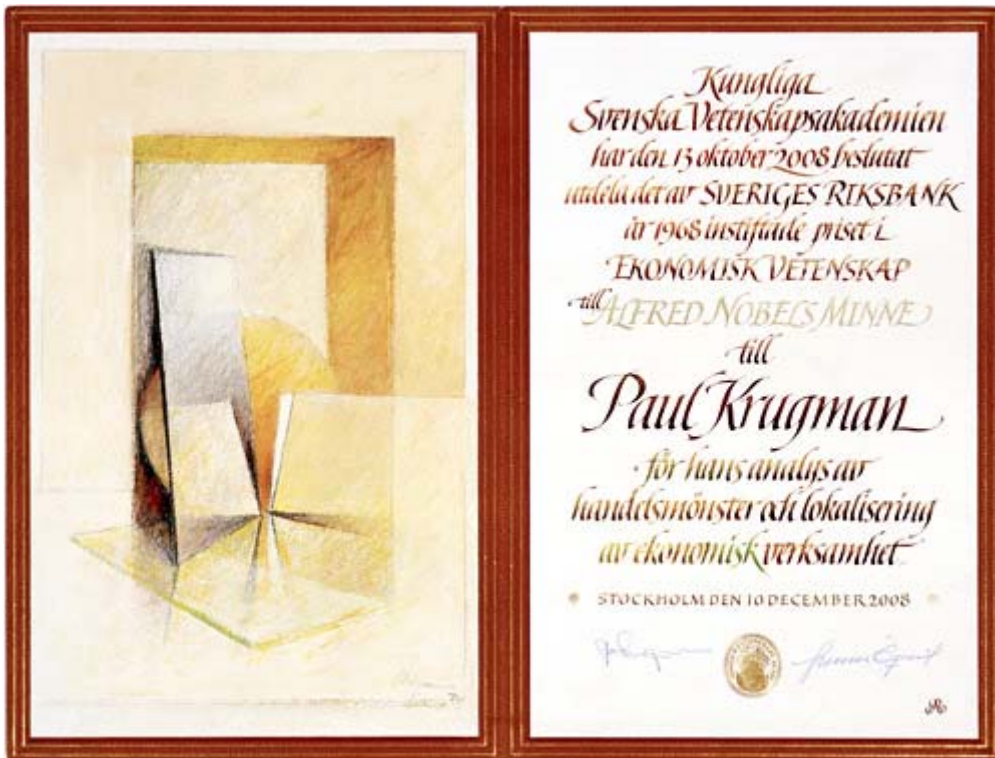 Kungliga
Svenska Vetenskapsakademien
har den 13 oktober 2008 beslutat
utdela det av SVERIGES RIKSBANK
år 1968 instiftade priset i
EKONOMISK VETENSKAP
till ALFRED NOBELS MINNE
till
Paul Krugman
för hans analys av
handelsmönster och lokalisering
av ekonomisk verksamhet
STOCKHOLM DEN 10 DECEMBER 2008